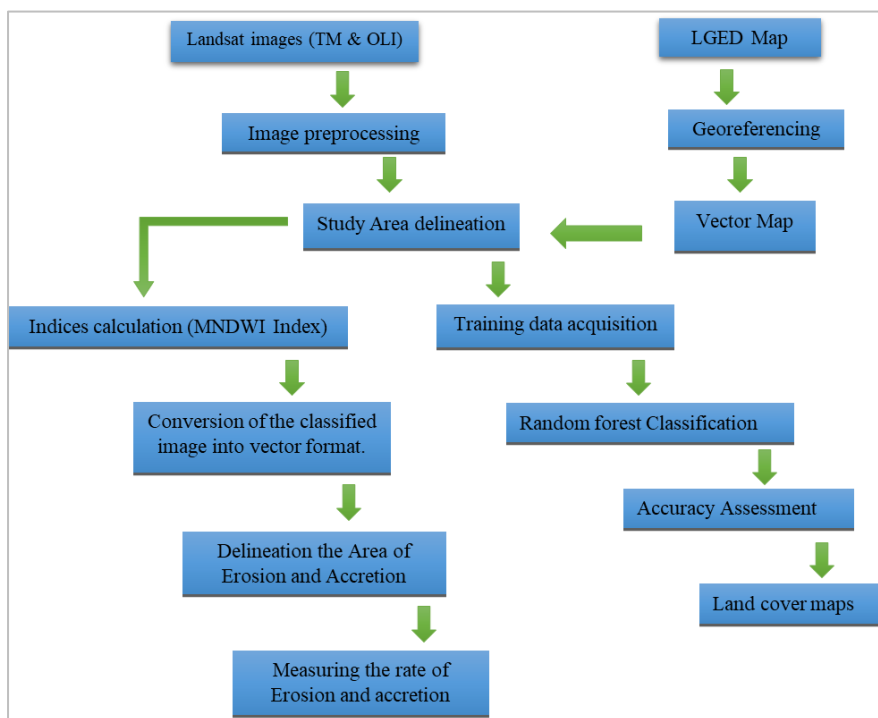 Landsat images (TM & OLI)
LGED Map
Image preprocessing
Georeferencing
Study Area delineation
Vector Map
Indices calculation (MNDWI Index)
Training data acquisition
Conversion of the classified
image into vector format.
Random forest Classification
Accuracy Assessment
Delineation the Area of
Erosion and Accretion
Land cover maps
Measuring the rate of
Erosion and accretion